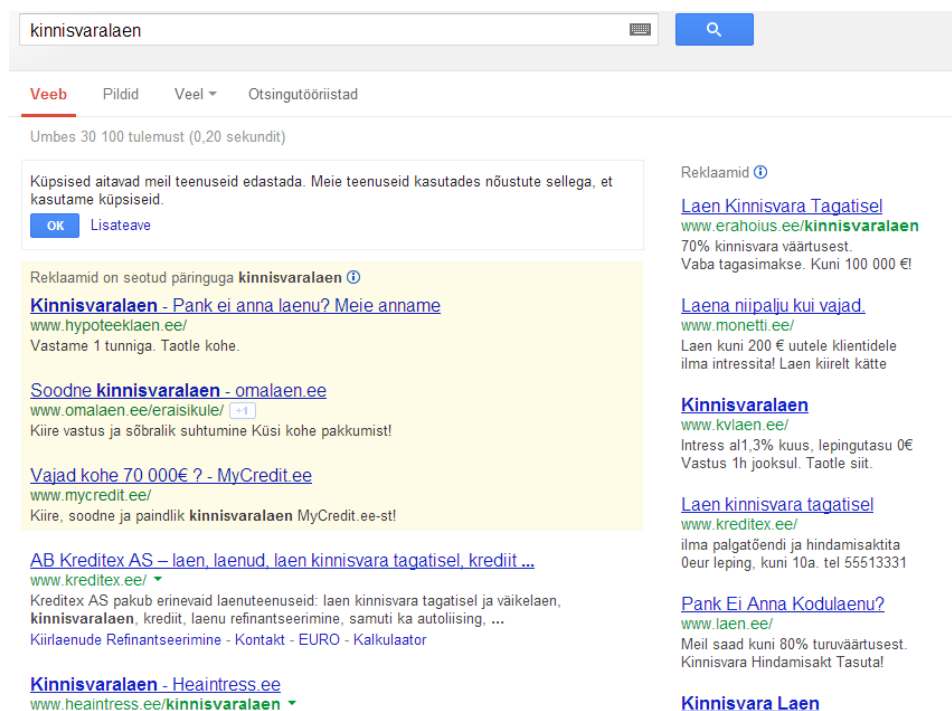 kinnisvaralaen
Veeb Pildid Veel Otsingutööriistad
Umbes 30 100 tulemust (0,20 sekundit)
Küpsised aitavad meil teenuseid edastada. Meie teenuseid kasutades nõustute sellega, et
kasutame küpsiseid.
OK Lisateave
Reklaamid on seotud päringuga kinnisvaralaen
Kinnisvaralaen - Pank ei anna laenu? Meie anname
www.hypoteeklaen.ee/
Vastame 1 tunniga. Taotle kohe.
Soodne kinnisvaralaen - omalaen.ee
www.omalaen.ee/eraisikule/ +1
Kiire vastus ja sõbralik suhtumine Küsi kohe pakkumist!
Vajad kohe 70 000€ ? - MyCredit.ee
www.mycredit.ee/
Kiire, soodne ja paindlik kinnisvaralaen MyCredit.ee-st!
AB Kreditex AS – laen, laenud, laen kinnisvara tagatisel, krediit ...
www.kreditex.ee/
Kreditex AS pakub erinevaid laenuteenuseid: laen kinnisvara tagatisel ja väikelaen,
kinnisvaralaen, krediit, laenu refinantseerimine, samuti ka autoliising, ...
Kiirlaenude Refinantseerimine - Kontakt - EURO - Kalkulaator
Kinnisvaralaen - Heaintress.ee
www.heaintress.ee/kinnisvaralaen
Reklaamid
Laen Kinnisvara Tagatisel
www.erahoius.ee/kinnisvaralaen
70% kinnisvara väärtusest.
Vaba tagasimakse. Kuni 100 000 €!
Laena niipalju kui vajad.
www.monetti.ee/
Laen kuni 200 € uutele klientidele
ilma intressita! Laen kiirelt kätte
Kinnisvaralaen
www.kvlaen.ee/
Intress al1,3% kuus, lepingutasu 0€
Vastus 1h jooksul. Taotle siit.
Laen kinnisvara tagatisel
www.kreditex.ee/
ilma palgatõendi ja hindamisaktita
0eur leping, kuni 10a. tel 55513331
Pank Ei Anna Kodulaenu?
www.laen.ee/
Meil saad kuni 80% turuväärtusest.
Kinnisvara Hindamisakt Tasuta!
Kinnisvara Laen